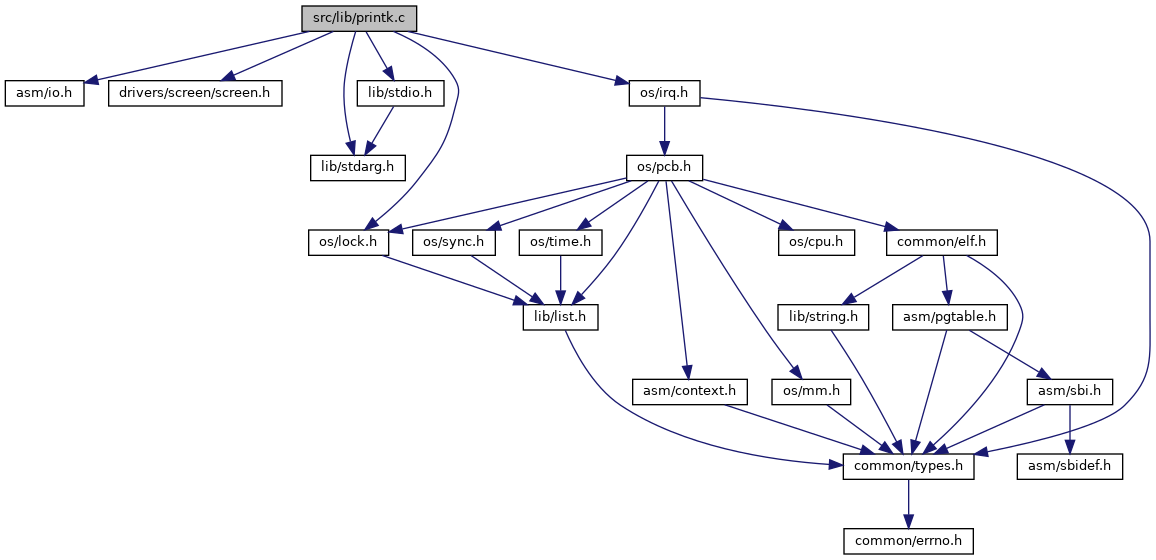 src/lib/printk.c
asm/io.h
drivers/screen/screen.h
lib/stdio.h
os/irq.h
lib/stdarg.h
os/pcb.h
os/lock.h
os/sync.h
os/time.h
os/cpu.h
common/elf.h
lib/list.h
lib/string.h
asm/pgtable.h
asm/context.h
os/mm.h
asm/sbi.h
common/types.h
asm/sbidef.h
common/errno.h